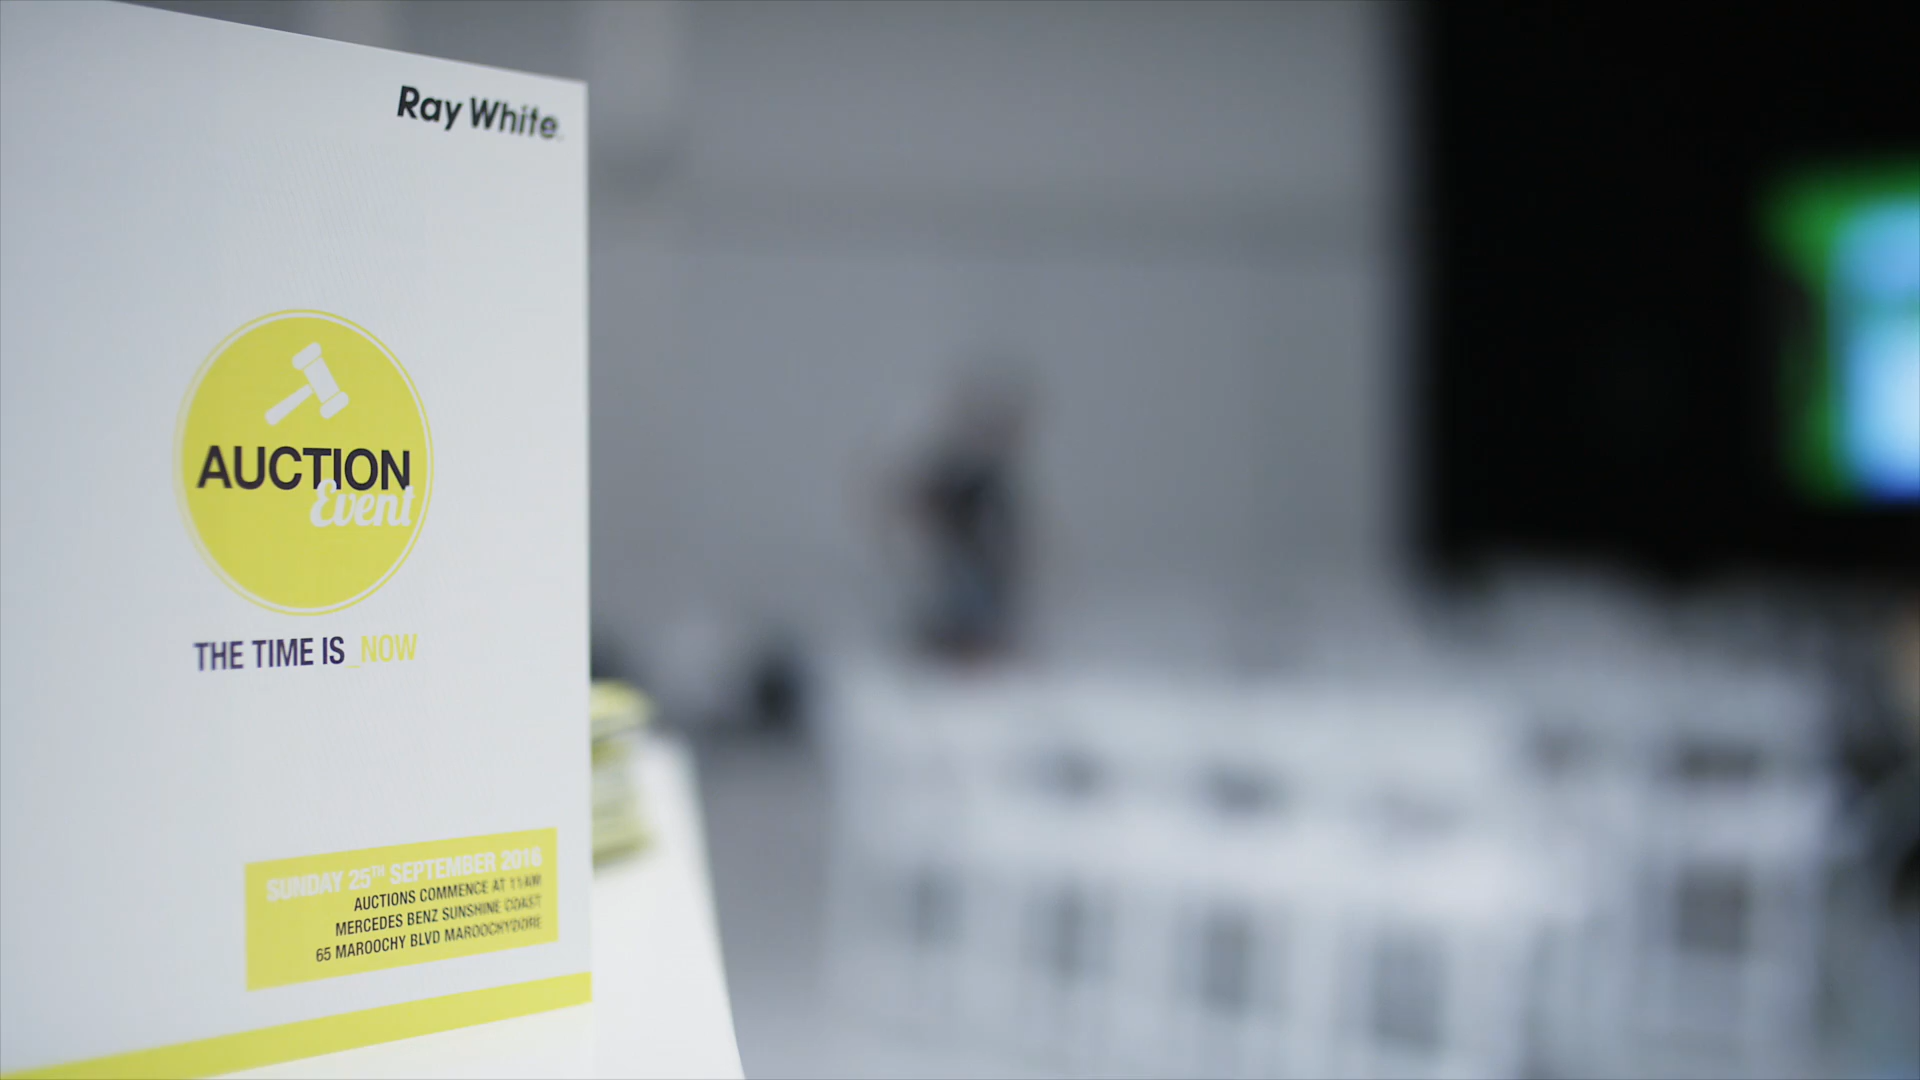 Ray White.
AUCTION
Event
THE TIME IS_NOW
SUNDAY 25TH SEPTEMBER 2016
AUCTIONS COMMENCE AT 11AM
MERCEDES BENZ SUNSHINE COAST
65 MAROOCHY BLVD MAROOCHYDORE